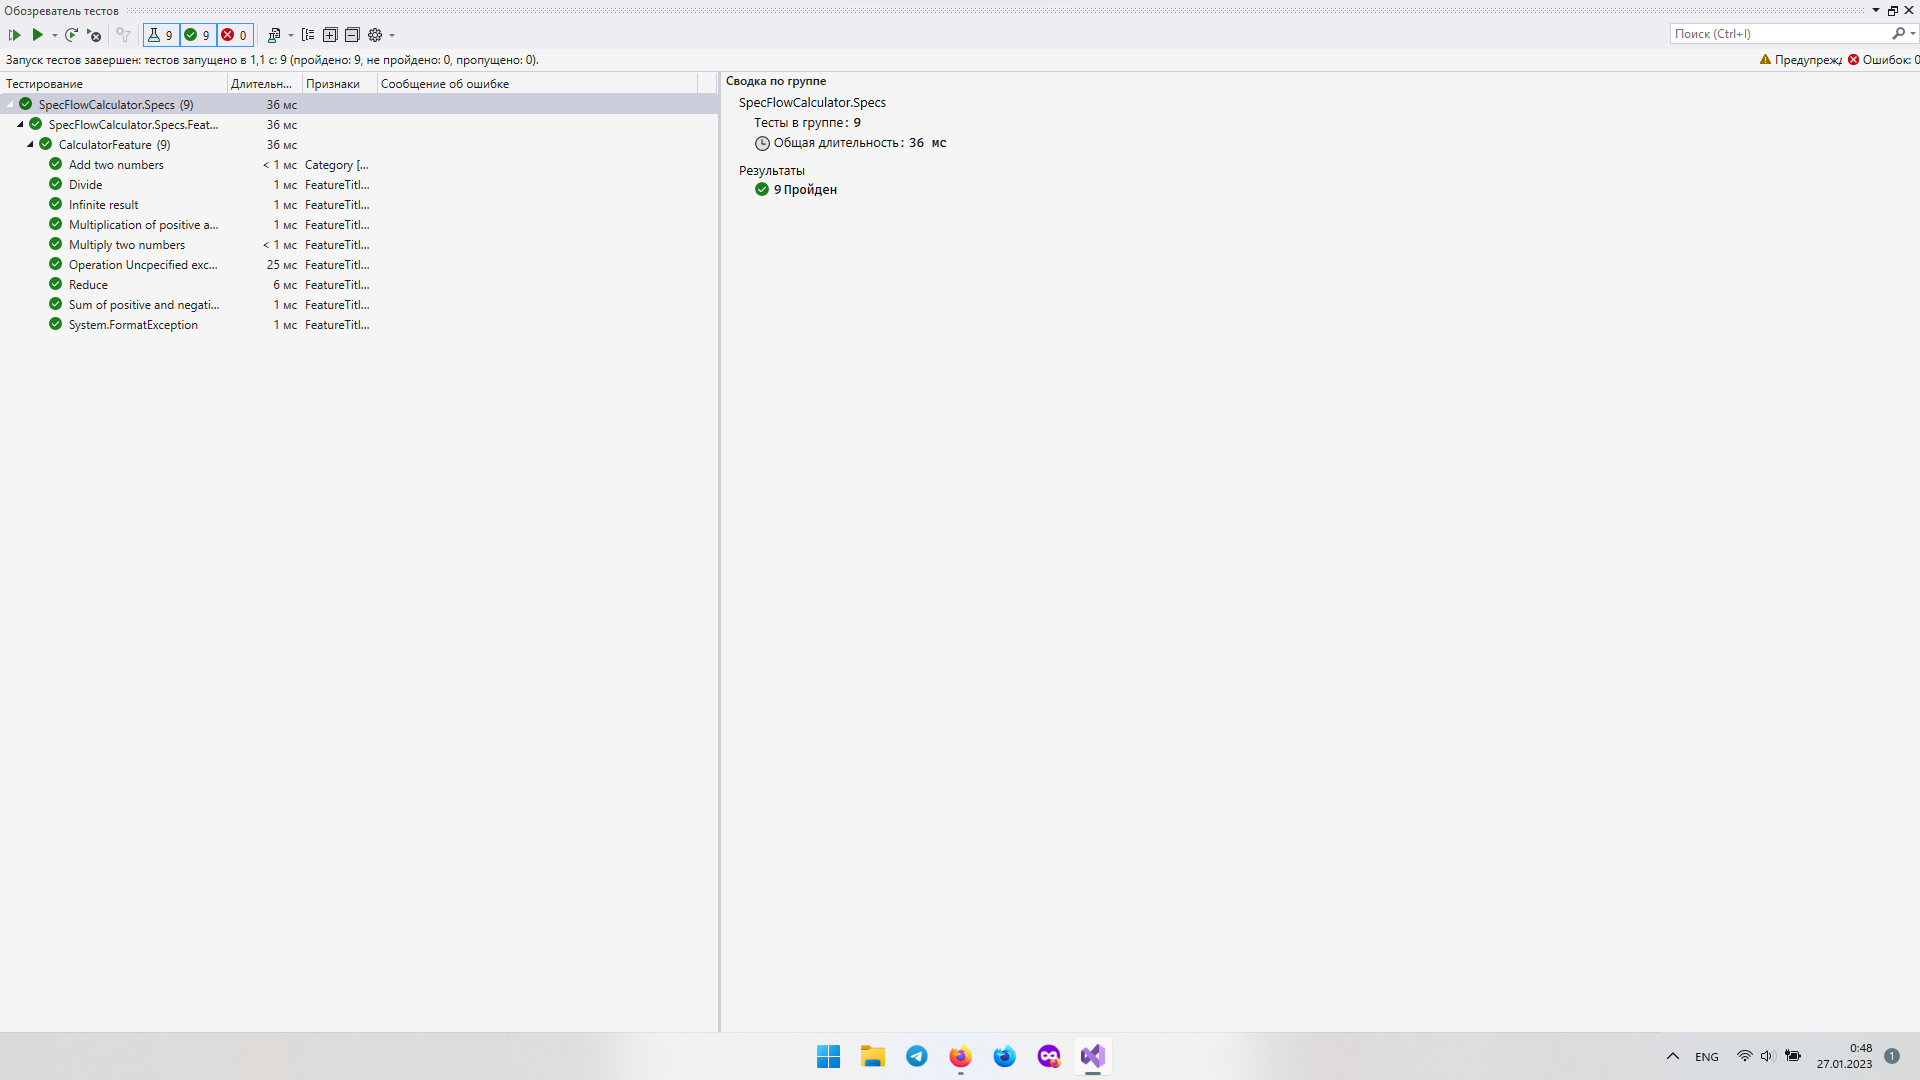 Обозреватель тестов
9 9 0
Поиск (Ctrl+I)
Запуск тестов завершен: тестов запущено в 1,1 с: 9 (пройдено: 9, не пройдено: 0, пропущено: 0).
Предупрежд Ошибок: 0
Тестирование Длительн... Признаки Сообщение об ошибке
SpecFlowCalculator.Specs (9) 36 мс
SpecFlowCalculator.Specs.Feat... 36 мс
CalculatorFeature (9) 36 мс
Add two numbers < 1 мс Category [...
Divide 1 мс FeatureTitl...
Infinite result 1 мс FeatureTitl...
Multiplication of positive a... 1 мс FeatureTitl...
Multiply two numbers < 1 мс FeatureTitl...
Operation Uncpecified exc... 25 мс FeatureTitl...
Reduce 6 мс FeatureTitl...
Sum of positive and negati... 1 мс FeatureTitl...
System.FormatException 1 мс FeatureTitl...
Сводка по группе
SpecFlowCalculator.Specs
Тесты в группе: 9
Общая длительность: 36 мс
Результаты
9 Пройден
ENG
0:48
27.01.2023
1